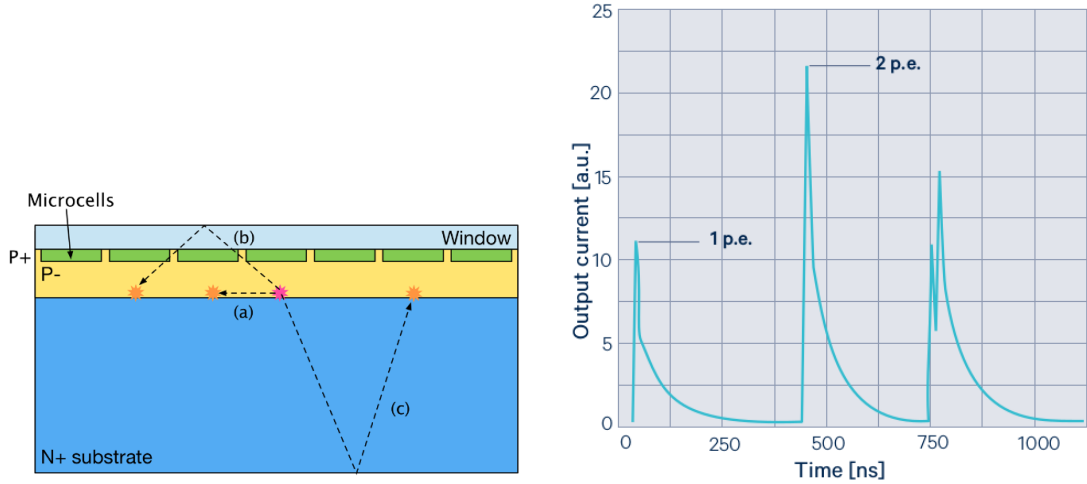 Microcells
(b)
Window
P+
P-
(a)
(c)
N+ substrate
25
20
15
10
5
0
Output current [a.u.]
1 p.e.
2 p.e.
0 250 500 750 1000
Time [ns]